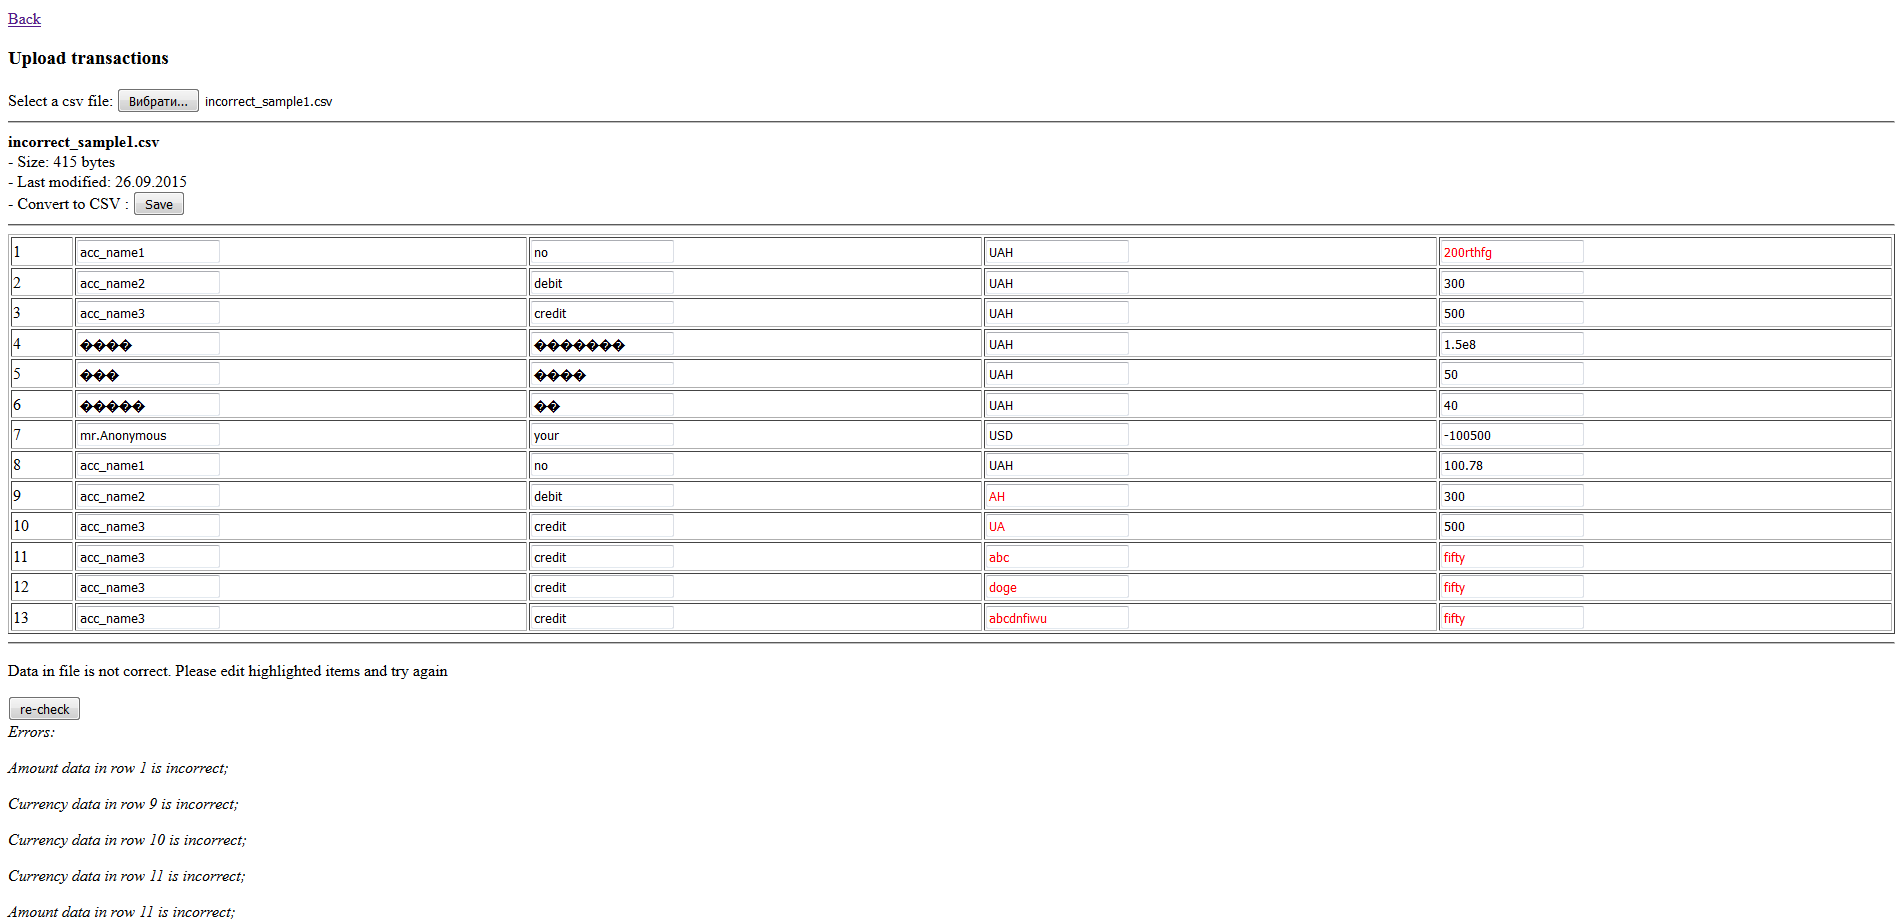 Back
Upload transactions
Select a csv file: Вибрати... incorrect_sample1.csv
incorrect_sample1.csv
- Size: 415 bytes
- Last modified: 26.09.2015
- Convert to CSV : Save
1 acc_name1 no UAH 200rthfg
2 acc_name2 debit UAH 300
3 acc_name3 credit UAH 500
4 ���� ������� UAH 1.5e8
5 ��� ���� UAH 50
6 ����� �� UAH 40
7 mr.Anonymous your USD -100500
8 acc_name1 no UAH 100.78
9 acc_name2 debit AH 300
10 acc_name3 credit UA 500
11 acc_name3 credit abc fifty
12 acc_name3 credit doge fifty
13 acc_name3 credit abcdnfiwu fifty
Data in file is not correct. Please edit highlighted items and try again
re-check
Errors:
Amount data in row 1 is incorrect;
Currency data in row 9 is incorrect;
Currency data in row 10 is incorrect;
Currency data in row 11 is incorrect;
Amount data in row 11 is incorrect;